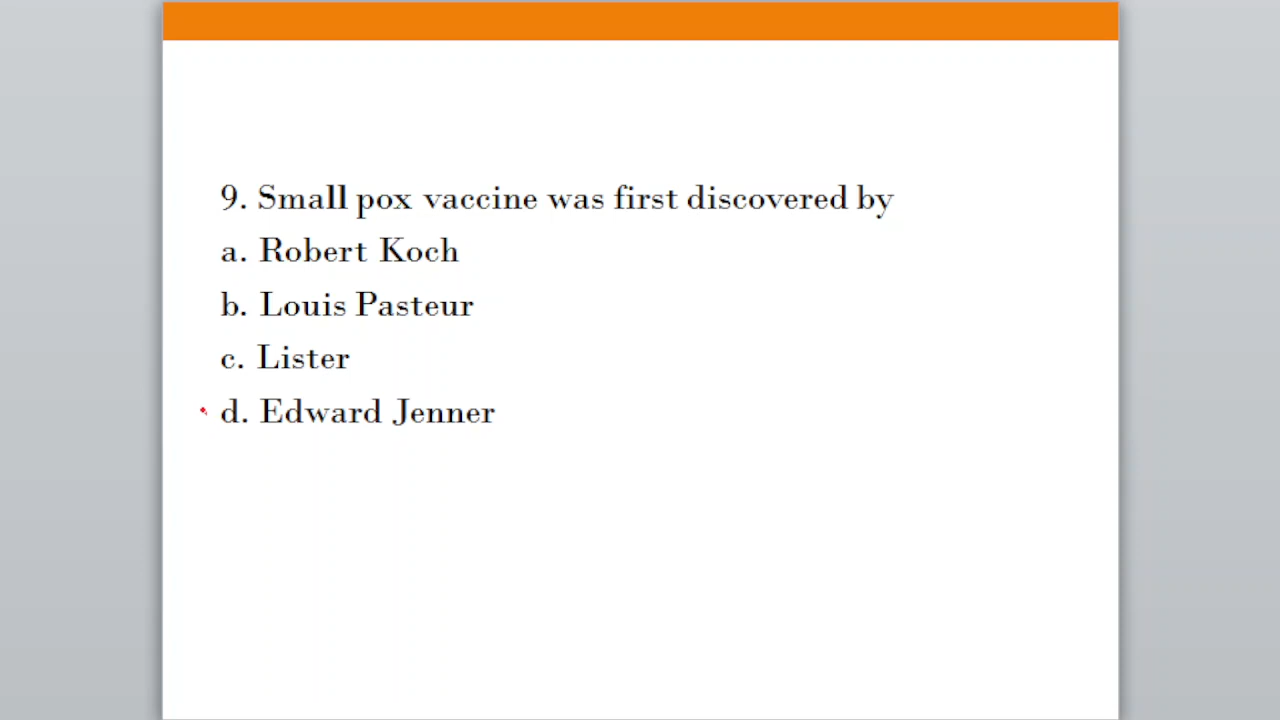 9. Small pox vaccine was first discovered by
a. Robert Koch
b. Louis Pasteur
c. Lister
d. Edward Jenner